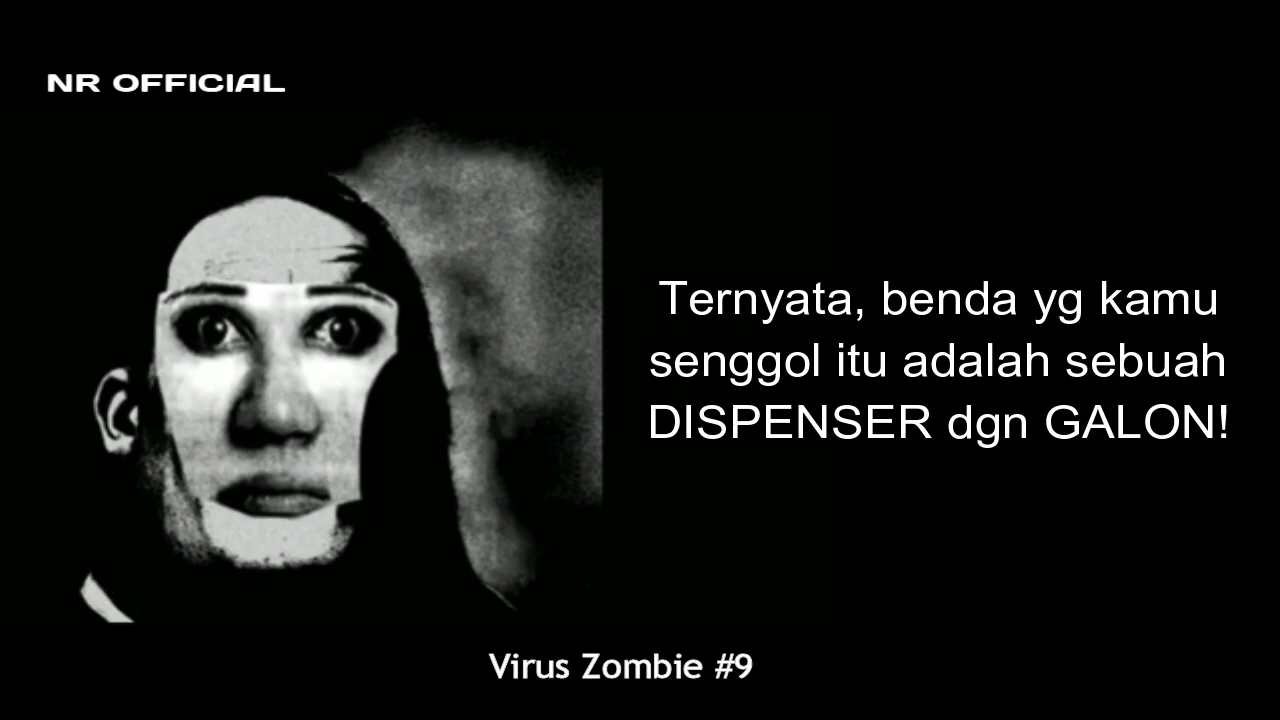 NR OFFICIAL
Ternyata, benda yg kamu
senggol itu adalah sebuah
DISPENSER dgn GALON!
Virus Zombie #9